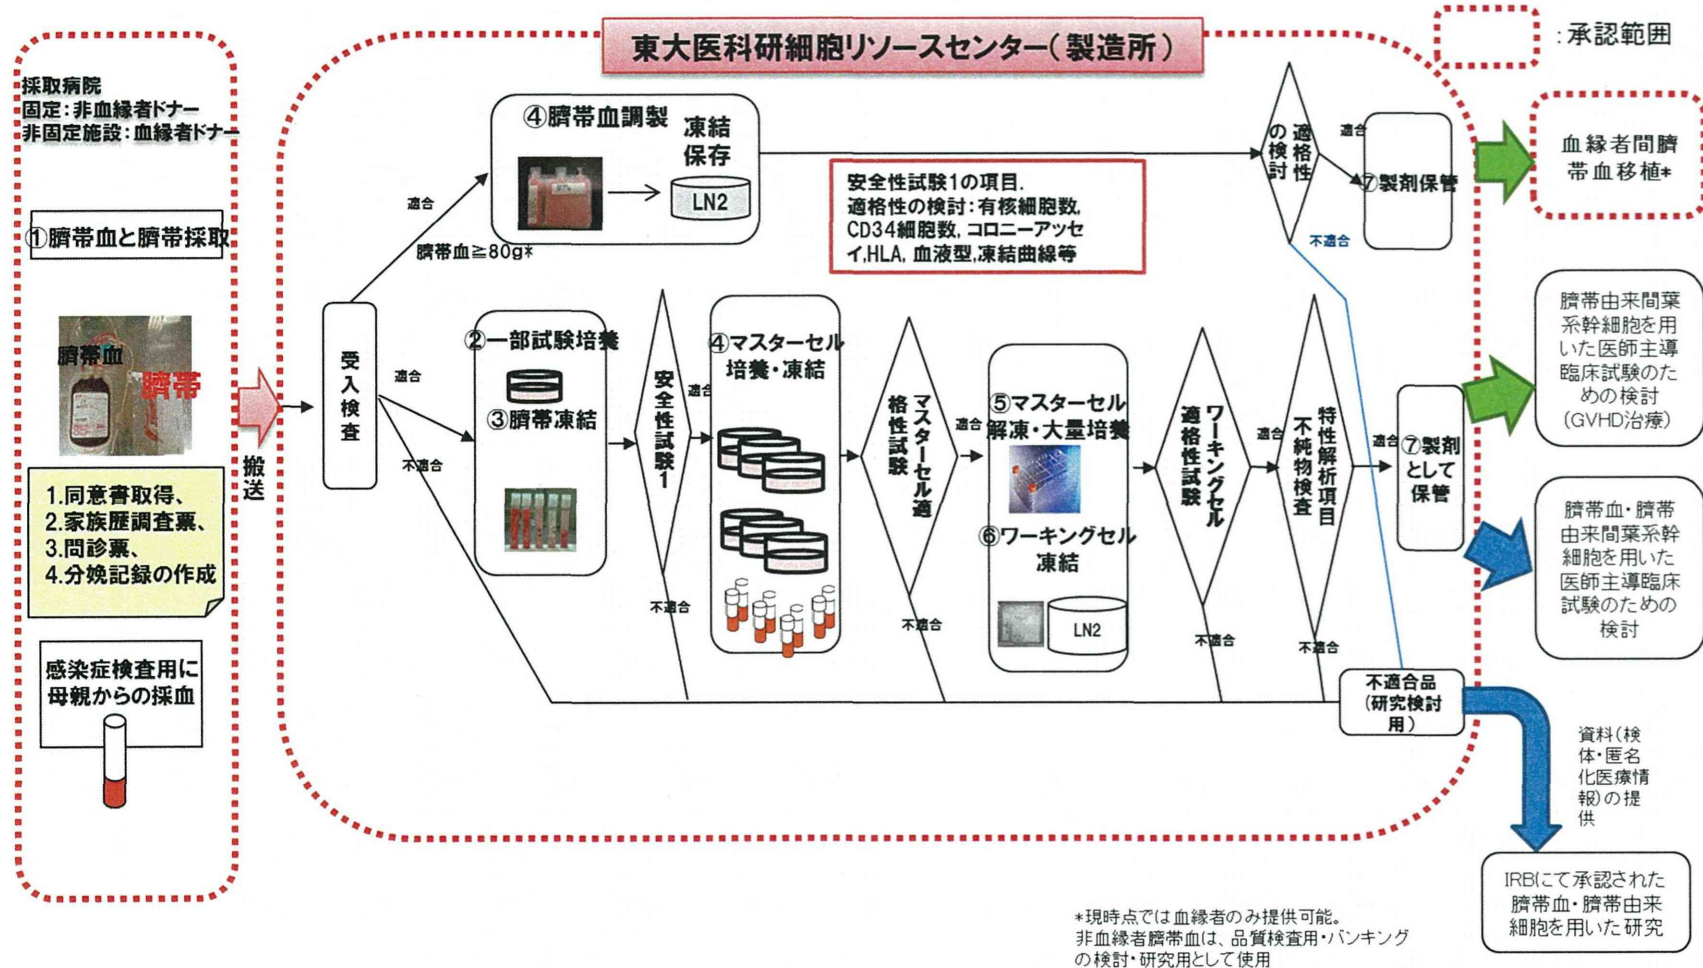 東大医科研細胞リソースセンター（製造所）
：承認範囲
採取病院
固定：非血縁者ドナー
非固定施設：血縁者ドナー
①臍帯血と臍帯採取
臍帯血
臍帯
1.同意書取得、
2.家族歴調査票、
3.問診票、
4.分娩記録の作成
感染症検査用に
母親からの採血
搬送
受入検査
適合
臍帯血≧80g*
適合
不適合
④臍帯血調製
凍結
保存
LN2
安全性試験1の項目.
適格性の検討：有核細胞数,
CD34細胞数, コロニーアッセ
イ,HLA, 血液型,凍結曲線等
適格性
の検討
適合
不適合
⑦製剤保管
血縁者間臍
帯血移植*
②一部試験培養
③臍帯凍結
安全性試験1
適合
不適合
④マスターセル
培養・凍結
マスターセル適
格性試験
適合
不適合
⑤マスターセル
解凍・大量培養
⑥ワーキングセル
凍結
LN2
ワーキングセル
適格性試験
適合
不適合
特性解析項目
不純物検査
適合
不適合
⑦製剤
として
保管
臍帯由来間葉
系幹細胞を用
いた医師主導
臨床試験のた
めの検討
(GVHD治療)
臍帯血・臍帯
由来間葉系幹
細胞を用いた
医師主導臨床
試験のための
検討
不適合品
(研究検討
用)
資料(検
体・匿名
化医療情
報)の提
供
IRBにて承認された
臍帯血・臍帯由来
細胞を用いた研究
*現時点では血縁者のみ提供可能。
非血縁者臍帯血は、品質検査用・バンキング
の検討・研究用として使用